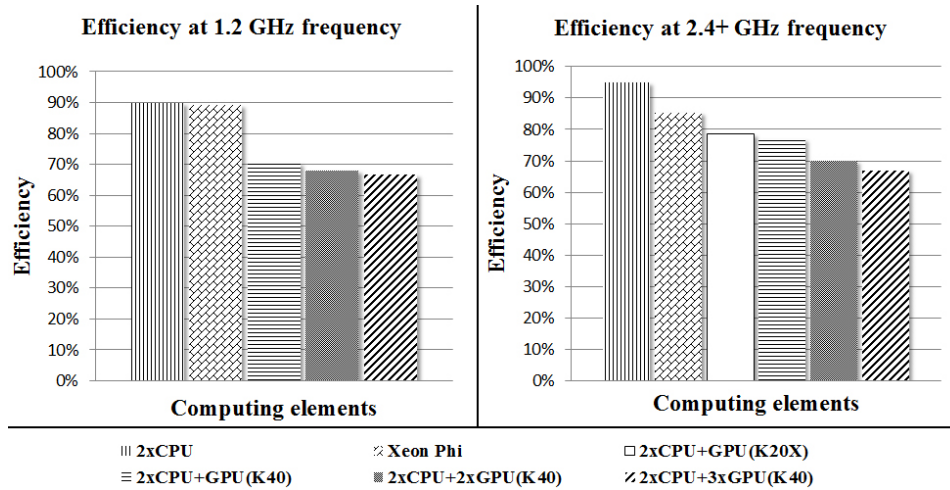 Efficiency at 1.2 GHz frequency
100%
90%
80%
70%
60%
50%
40%
30%
20%
10%
0%
Efficiency
Computing elements
Efficiency at 2.4+ GHz frequency
100%
90%
80%
70%
60%
50%
40%
30%
20%
10%
0%
Efficiency
Computing elements
2xCPU
Xeon Phi
2xCPU+GPU(K20X)
2xCPU+GPU(K40)
2xCPU+2xGPU(K40)
2xCPU+3xGPU(K40)